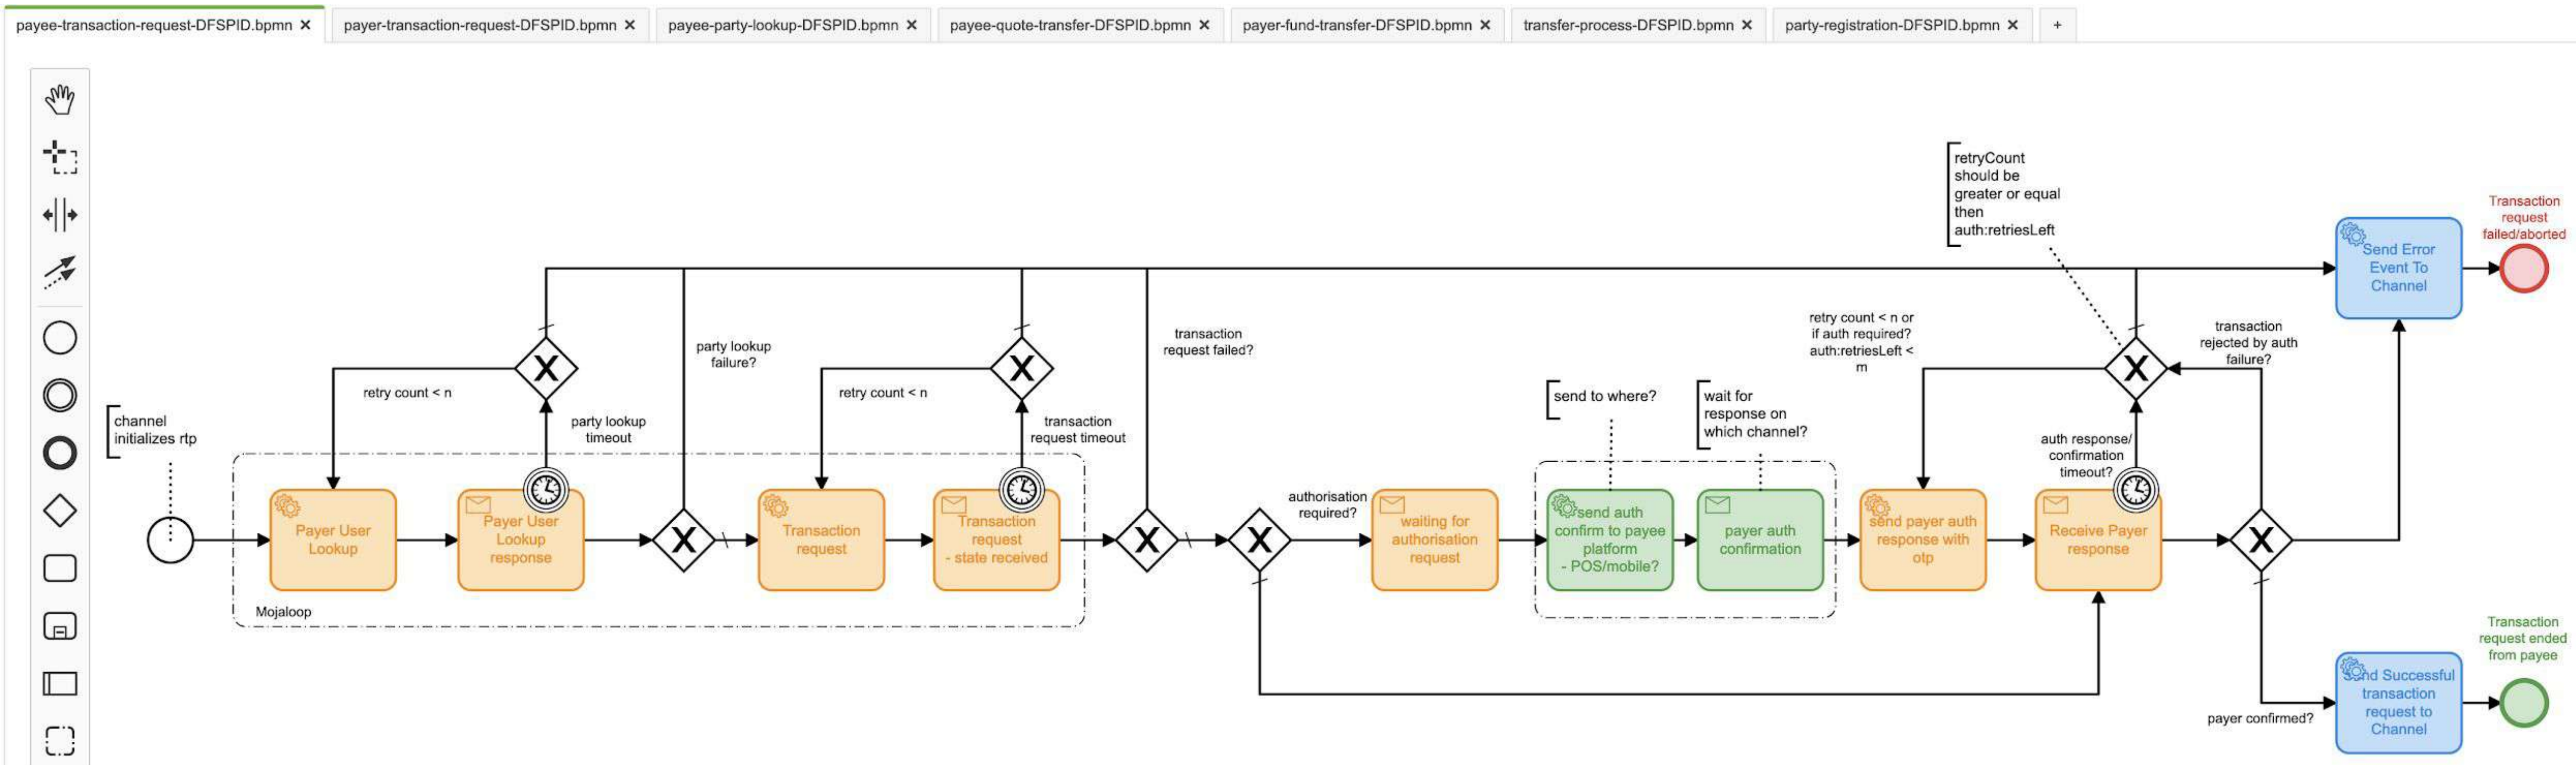 payee-transaction-request-DFSPID.bpmn ×
payer-transaction-request-DFSPID.bpmn ×
payee-party-lookup-DFSPID.bpmn ×
payee-quote-transfer-DFSPID.bpmn ×
payer-fund-transfer-DFSPID.bpmn ×
transfer-process-DFSPID.bpmn ×
party-registration-DFSPID.bpmn ×
+
channel
initializes rtp
Mojaloop
Payer User
Lookup
retry count < n
Payer User
Lookup
response
party lookup
timeout
party lookup
failure?
Transaction
request
retry count < n
Transaction
request
- state received
transaction
request timeout
transaction
request failed?
authorisation
required?
waiting for
authorisation
request
send to where?
send auth
confirm to payee
platform
- POS/mobile?
wait for
response on
which channel?
payer auth
confirmation
retry count < n or
if auth required?
auth:retriesLeft <
m
send payer auth
response with
otp
retryCount
should be
greater or equal
then
auth:retriesLeft
auth response/
confirmation
timeout?
Receive Payer
response
transaction
rejected by auth
failure?
Send Error
Event To
Channel
Transaction
request
failed/aborted
payer confirmed?
Send Successful
transaction
request to
Channel
Transaction
request ended
from payee